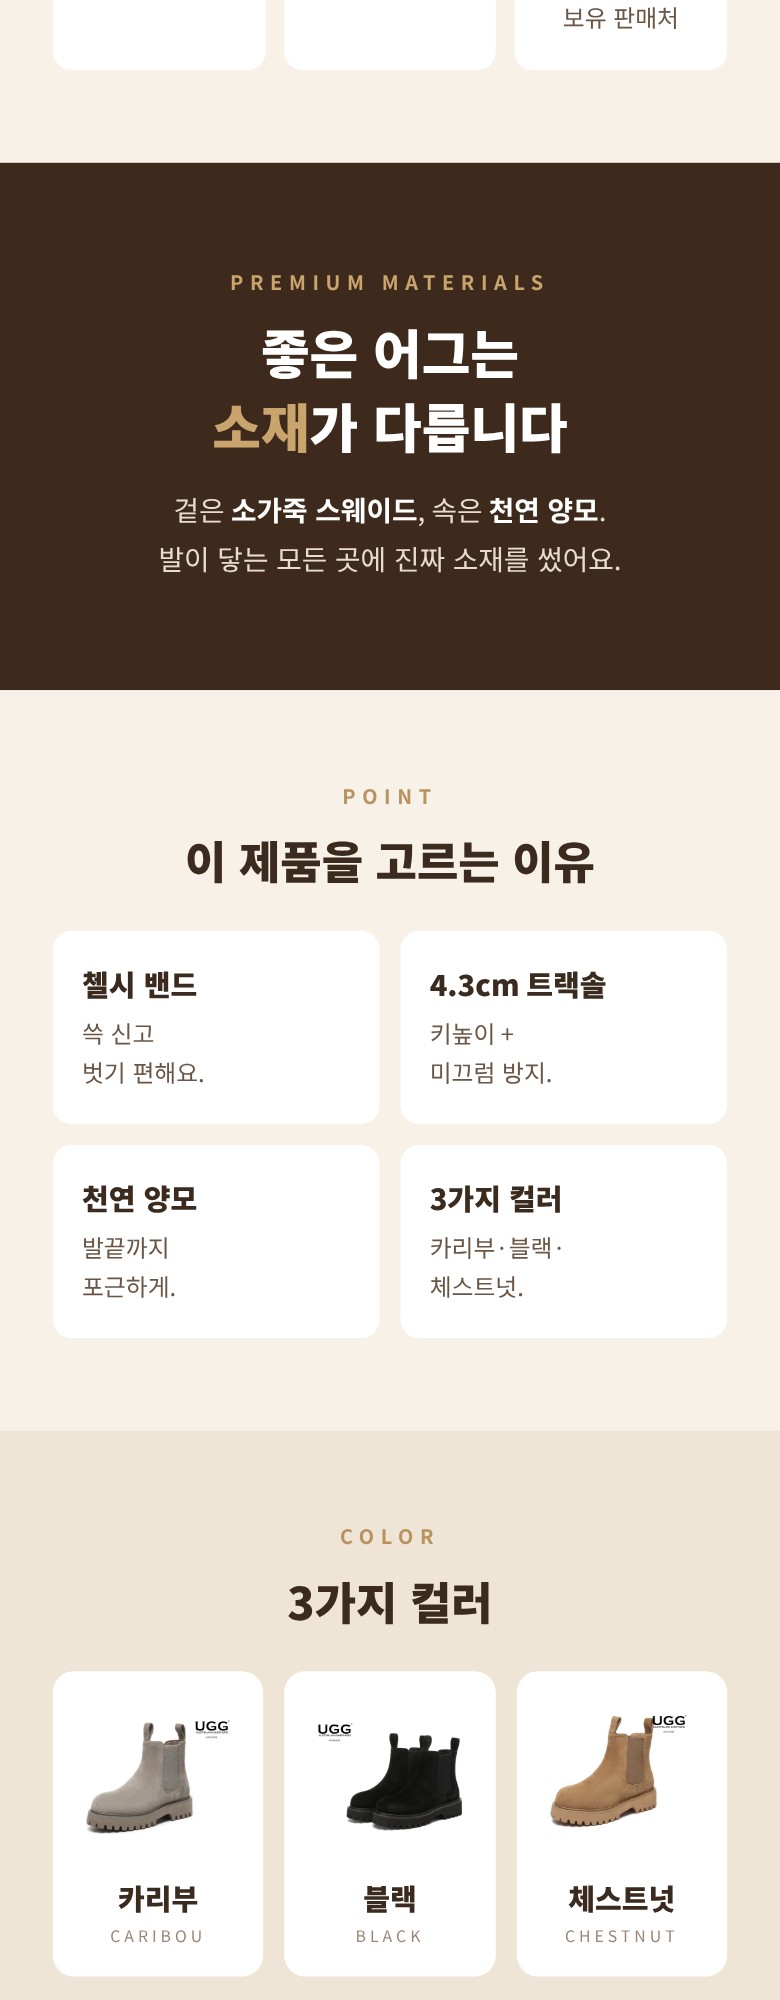 보유 판매처
PREMIUM MATERIALS
좋은 어그는
소재가 다릅니다
겉은 소가죽 스웨이드, 속은 천연 양모.
발이 닿는 모든 곳에 진짜 소재를 썼어요.
POINT
이 제품을 고르는 이유
첼시 밴드
쓱 신고
벗기 편해요.
4.3cm 트랙솔
키높이 +
미끄럼 방지.
천연 양모
발끝까지
포근하게.
3가지 컬러
카리부·블랙·
체스트넛.
COLOR
3가지 컬러
UGG
카리부
CARIBOU
UGG
블랙
BLACK
UGG
체스트넛
CHESTNUT